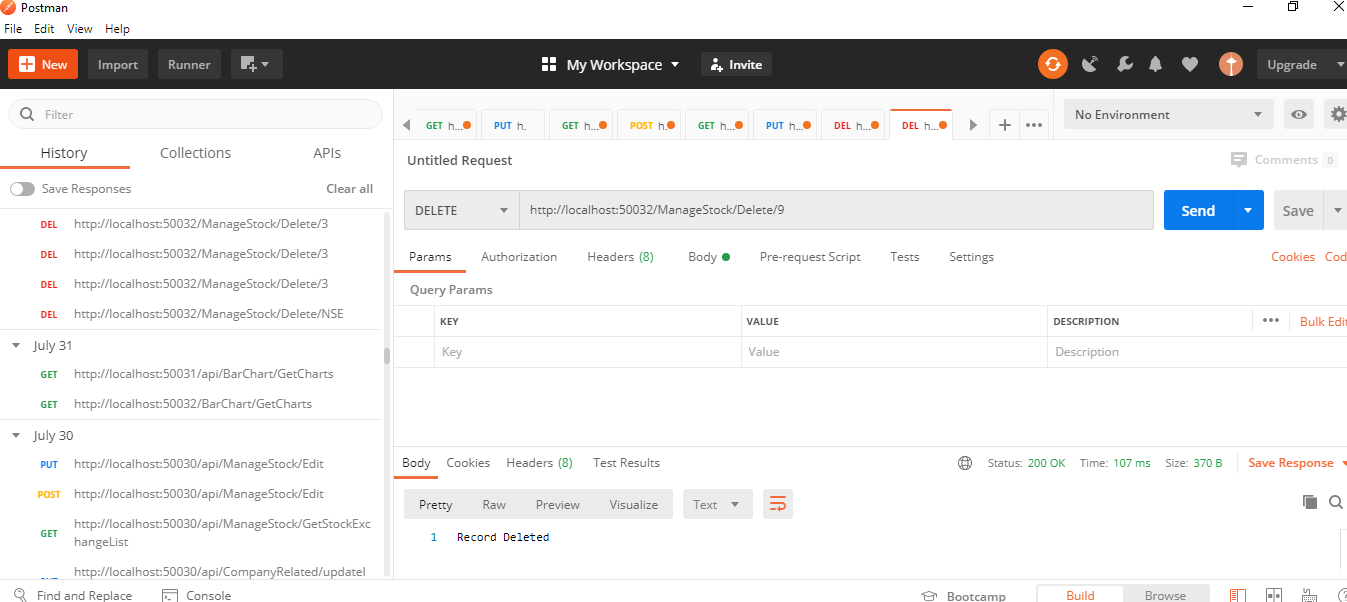 Postman
File Edit View Help
New Import Runner My Workspace Invite Upgrade
Filter
History Collections APIs
Save Responses Clear all
DEL http://localhost:50032/ManageStock/Delete/3
DEL http://localhost:50032/ManageStock/Delete/3
DEL http://localhost:50032/ManageStock/Delete/3
DEL http://localhost:50032/ManageStock/Delete/NSE
July 31
GET http://localhost:50031/api/BarChart/GetCharts
GET http://localhost:50032/BarChart/GetCharts
July 30
PUT http://localhost:50030/api/ManageStock/Edit
POST http://localhost:50030/api/ManageStock/Edit
GET http://localhost:50030/api/ManageStock/GetStockExc
hangeList
http://localhost:50030/api/CompanyRelated/updateI
GET h... PUT h. GET h... POST h... GET h... PUT h... DEL h... DEL h... No Environment
Untitled Request Comments 0
DELETE http://localhost:50032/ManageStock/Delete/9 Send Save
Params Authorization Headers (8) Body Pre-request Script Tests Settings Cookies Cod
Query Params
KEY VALUE DESCRIPTION Bulk Edit
Key Value Description
Body Cookies Headers (8) Test Results Status: 200 OK Time: 107 ms Size: 370 B Save Response
Pretty Raw Preview Visualize Text
1 Record Deleted
Find and Replace Console Bootcamp Build Browse